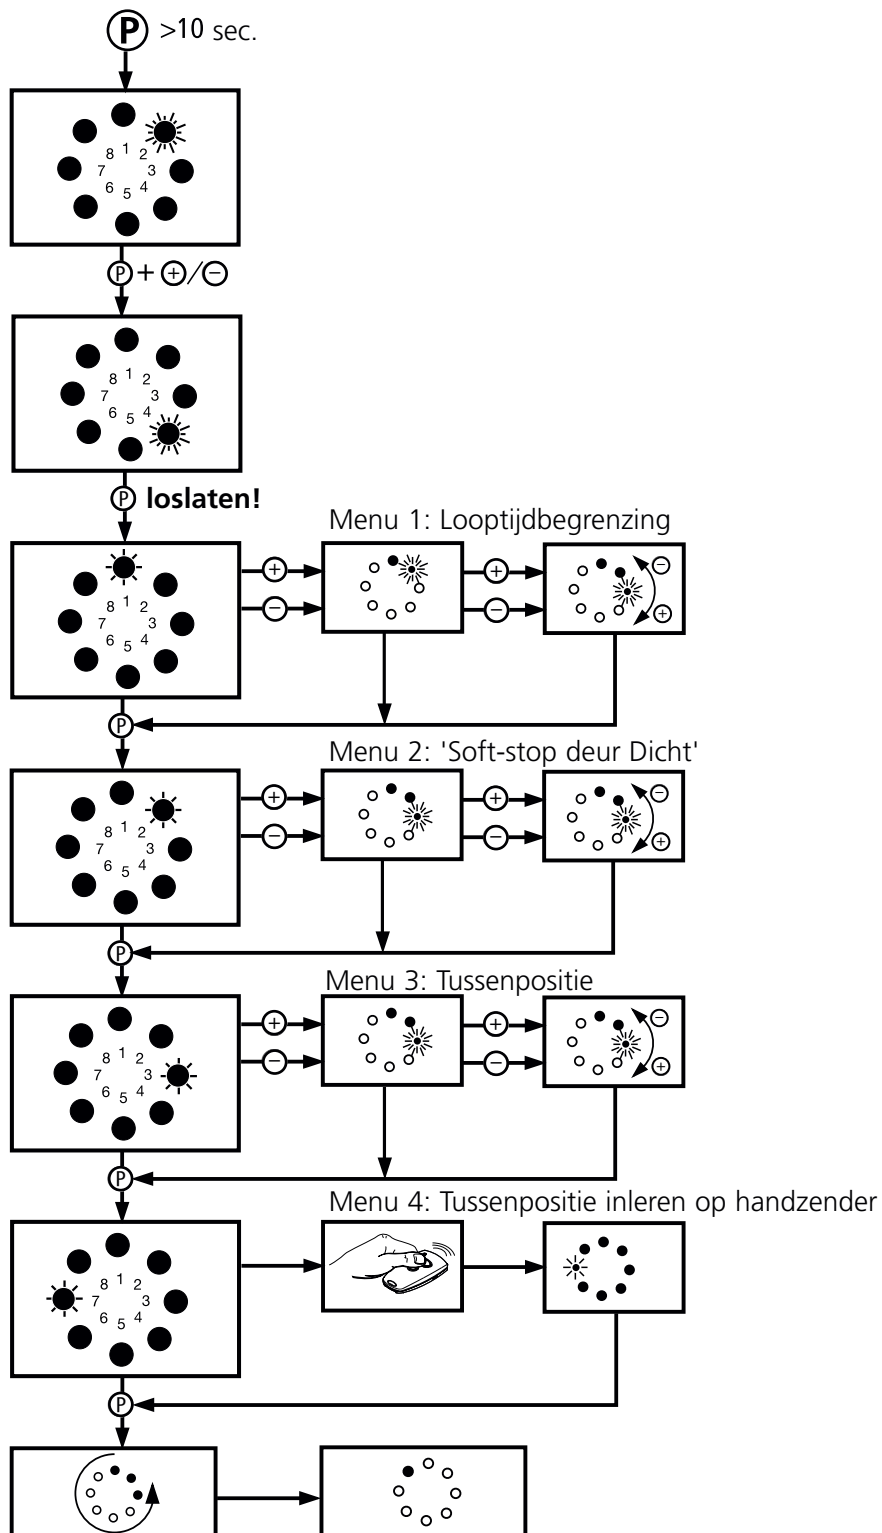 P >10 sec.
8 1 2
7 3
6 5 4
P + + / −
8 1 2
7 3
6 5 4
P loslaten!
Menu 1: Looptijdbegrenzing
8 1 2
7 3
6 5 4
+ + −
− − +
P
Menu 2: 'Soft-stop deur Dicht'
8 1 2
7 3
6 5 4
+ + −
− − +
P
Menu 3: Tussenpositie
8 1 2
7 3
6 5 4
+ + −
− − +
P
Menu 4: Tussenpositie inleren op handzender
8 1 2
7 3
6 5 4
P